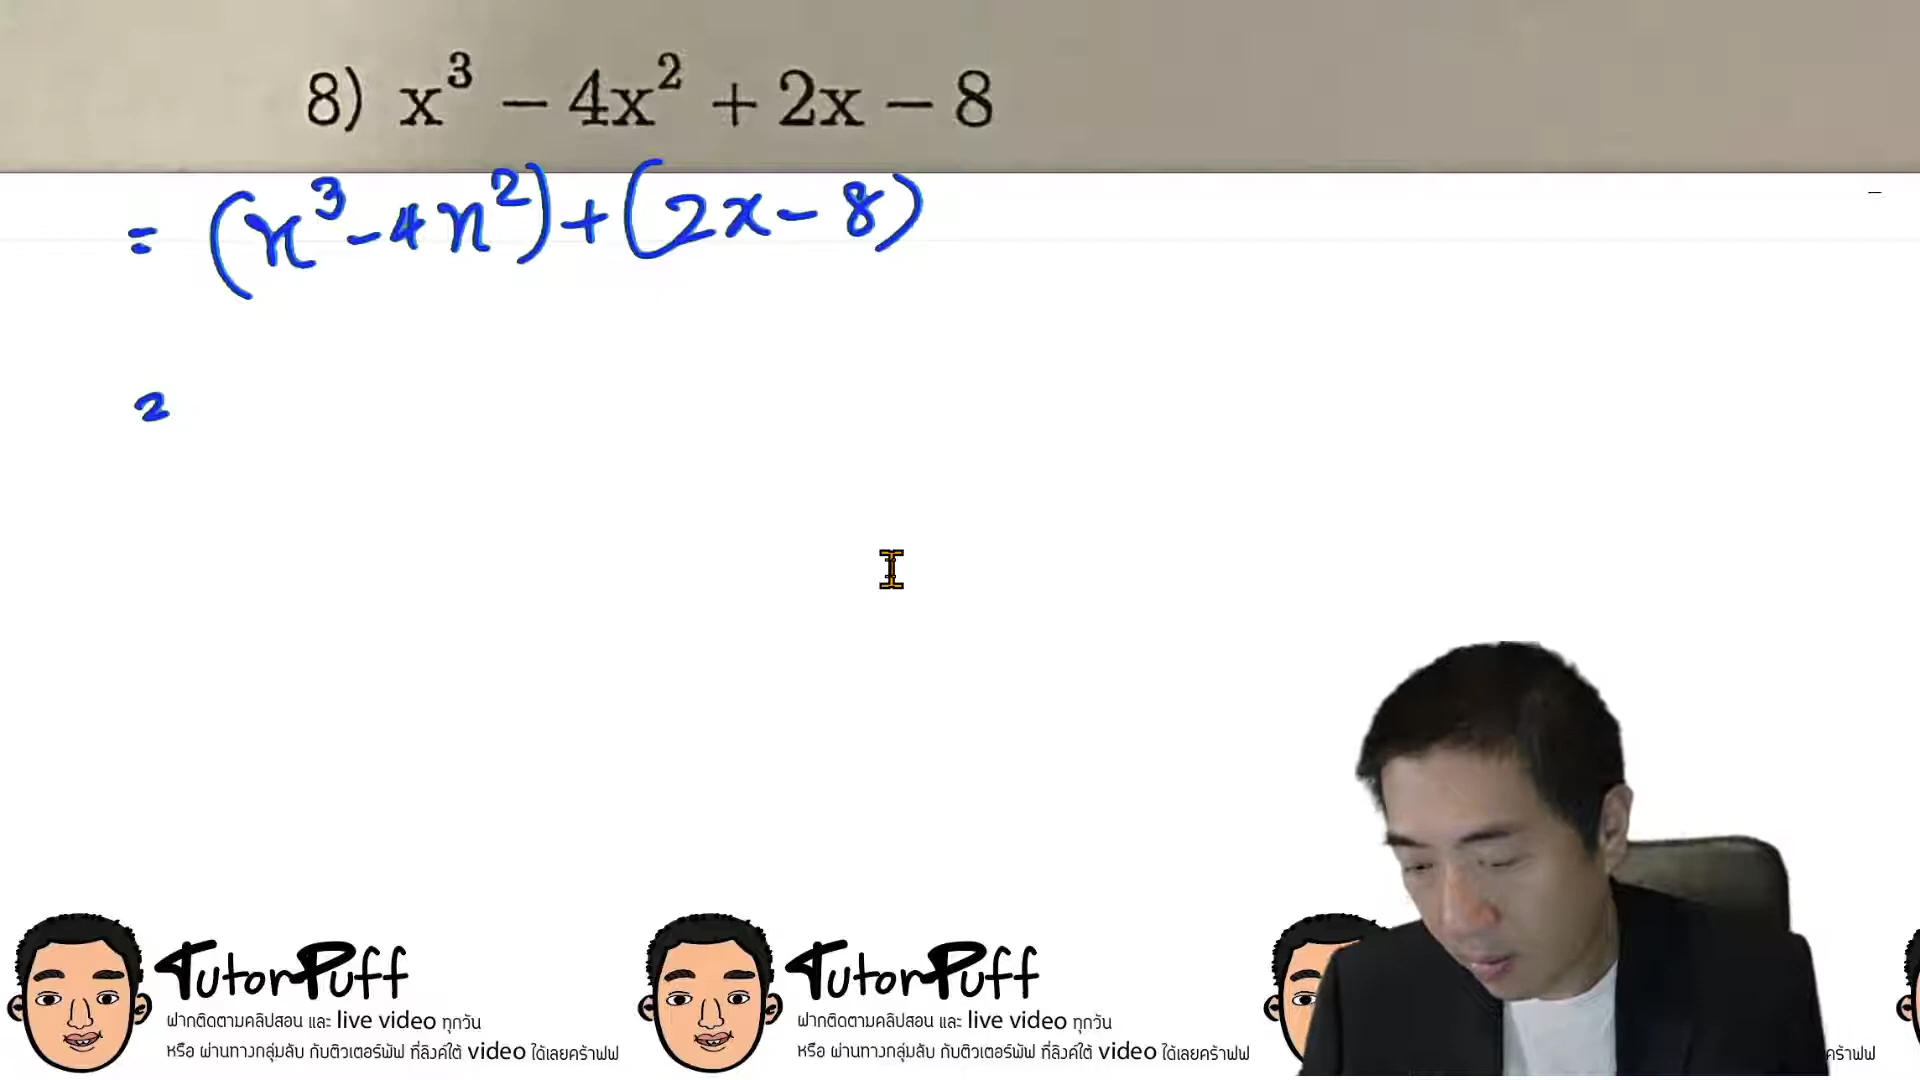 8) x³ − 4x² + 2x − 8
= (x³ − 4x²) + (2x − 8)
=
TutorPuff
ฝากติดตามคลิปสอน และ live video ทุกวัน
หรือ ผ่านทางกลุ่มลับ กับติวเตอร์พัฟ ที่ลิงค์ใต้ video ได้เลยคร้าฟฟ
TutorPuff
ฝากติดตามคลิปสอน และ live video ทุกวัน
หรือ ผ่านทางกลุ่มลับ กับติวเตอร์พัฟ ที่ลิงค์ใต้ video ได้เลยคร้าฟฟ
คร้าฟฟ